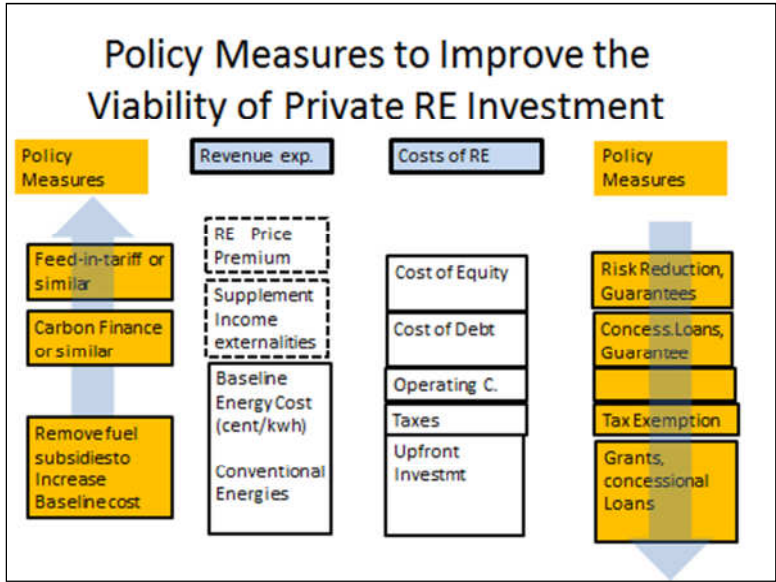 Policy Measures to Improve the
Viability of Private RE Investment
Policy
Measures
Revenue exp.
Costs of RE
Policy
Measures
Feed-in-tariff or
similar
Carbon Finance
or similar
Remove fuel
subsidiesto
Increase
Baseline cost
RE Price
Premium
Supplement
Income
externalities
Baseline
Energy Cost
(cent/kwh)
Conventional
Energies
Cost of Equity
Cost of Debt
Operating C.
Taxes
Upfront
Investmt
Risk Reduction,
Guarantees
Concess.Loans,
Guarantee
Tax Exemption
Grants,
concessional
Loans